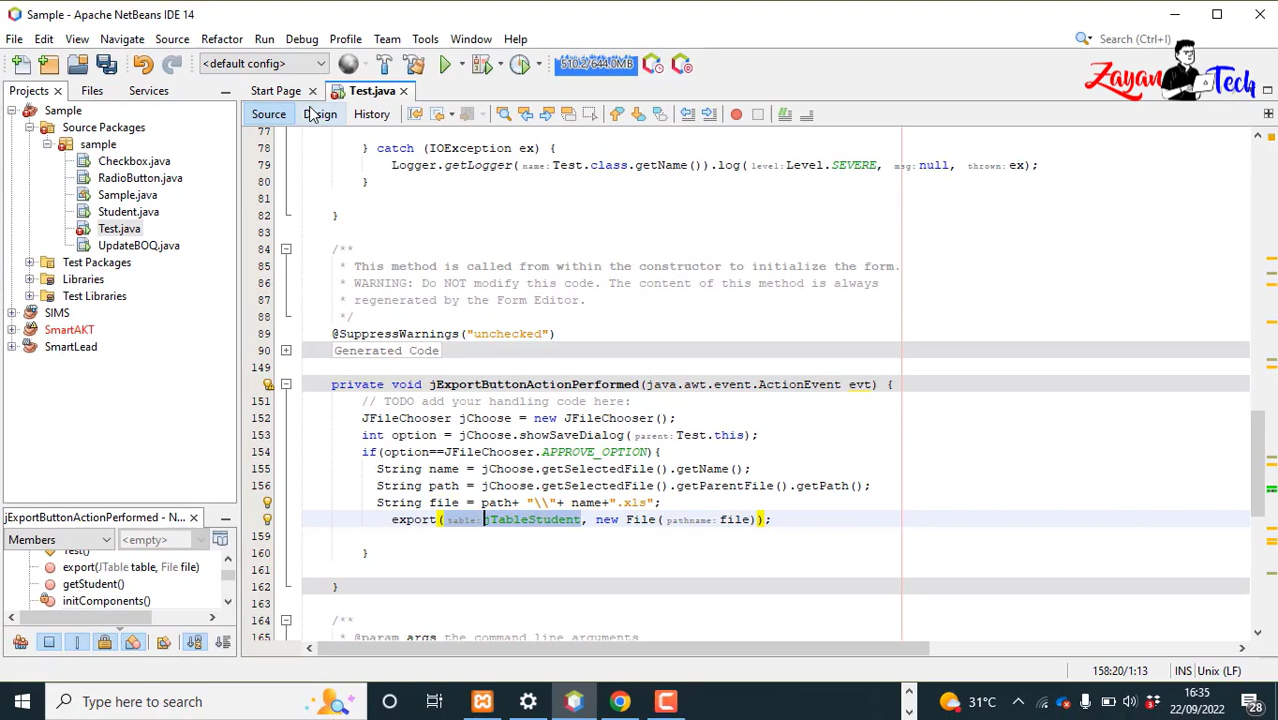 Sample - Apache NetBeans IDE 14
File Edit View Navigate Source Refactor Run Debug Profile Team Tools Window Help
Search (Ctrl+I)
<default config>
510.2/644.0MB
Zayan Tech
Projects Files Services
Start Page Test.java
Source Design History
Sample
Source Packages
sample
Checkbox.java
RadioButton.java
Sample.java
Student.java
Test.java
UpdateBOQ.java
Test Packages
Libraries
Test Libraries
SIMS
SmartAKT
SmartLead
77
78 } catch (IOException ex) {
79 Logger.getLogger(name:Test.class.getName()).log(level:Level.SEVERE, msg:null, thrown:ex);
80 }
81
82 }
83
84 /**
85 * This method is called from within the constructor to initialize the form.
86 * WARNING: Do NOT modify this code. The content of this method is always
87 * regenerated by the Form Editor.
88 */
89 @SuppressWarnings("unchecked")
90 Generated Code
149
private void jExportButtonActionPerformed(java.awt.event.ActionEvent evt) {
151 // TODO add your handling code here:
152 JFileChooser jChoose = new JFileChooser();
153 int option = jChoose.showSaveDialog(parent:Test.this);
154 if(option==JFileChooser.APPROVE_OPTION){
155 String name = jChoose.getSelectedFile().getName();
156 String path = jChoose.getSelectedFile().getParentFile().getPath();
String file = path+ "\\"+ name+".xls";
export(table:jTableStudent, new File(pathname:file));
159
160 }
161
162 }
163
164 /**
165 * @param args the command line arguments
jExportButtonActionPerformed - N...
Members <empty>
Test()
export(JTable table, File file)
getStudent()
initComponents()
158:20/1:13 INS Unix (LF)
Type here to search
31°C
16:35
22/09/2022
28